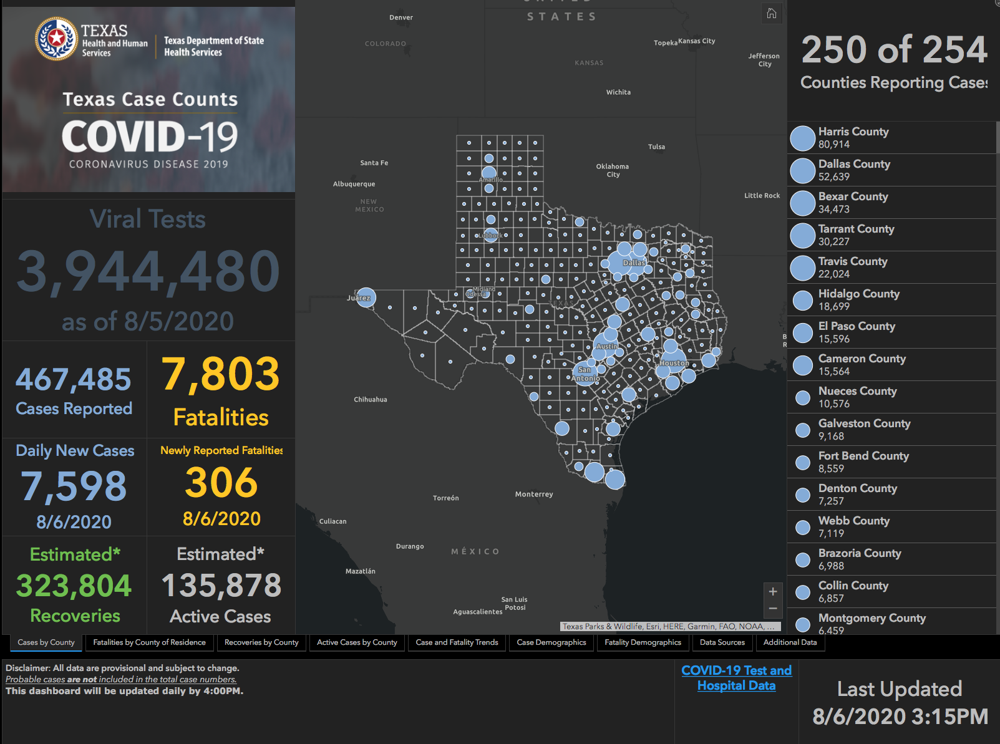 TEXAS
Health and Human
Services
Texas Department of State
Health Services
Texas Case Counts
COVID-19
CORONAVIRUS DISEASE 2019
Viral Tests
3,944,480
as of 8/5/2020
467,485
Cases Reported
7,803
Fatalities
Daily New Cases
7,598
8/6/2020
Newly Reported Fatalities
306
8/6/2020
Estimated*
323,804
Recoveries
Estimated*
135,878
Active Cases
STATES
Denver
COLORADO
Topeka
Kansas City
Jefferson
City
KANSAS
Wichita
Tulsa
Santa Fe
Oklahoma
City
Albuquerque
Amarillo
Little Rock
NEW
MEXICO
Lubbock
Dallas
Midland
Odessa
Juárez
TEXAS
Austin
Houston
San
Antonio
B
R
Chihuahua
Torreón
Monterrey
Culiacan
Durango
MÉXICO
Mazatlán
San Luis
Potosi
Aguascalientes
+
−
Texas Parks & Wildlife, Esri, HERE, Garmin, FAO, NOAA, ...
250 of 254
Counties Reporting Cases
Harris County
80,914
Dallas County
52,639
Bexar County
34,473
Tarrant County
30,227
Travis County
22,024
Hidalgo County
18,699
El Paso County
15,596
Cameron County
15,564
Nueces County
10,576
Galveston County
9,168
Fort Bend County
8,559
Denton County
7,257
Webb County
7,119
Brazoria County
6,988
Collin County
6,857
Montgomery County
6,459
Cases by County
Fatalities by County of Residence
Recoveries by County
Active Cases by County
Case and Fatality Trends
Case Demographics
Fatality Demographics
Data Sources
Additional Data
Disclaimer: All data are provisional and subject to change.
Probable cases are not included in the total case numbers.
This dashboard will be updated daily by 4:00PM.
COVID-19 Test and
Hospital Data
Last Updated
8/6/2020 3:15PM